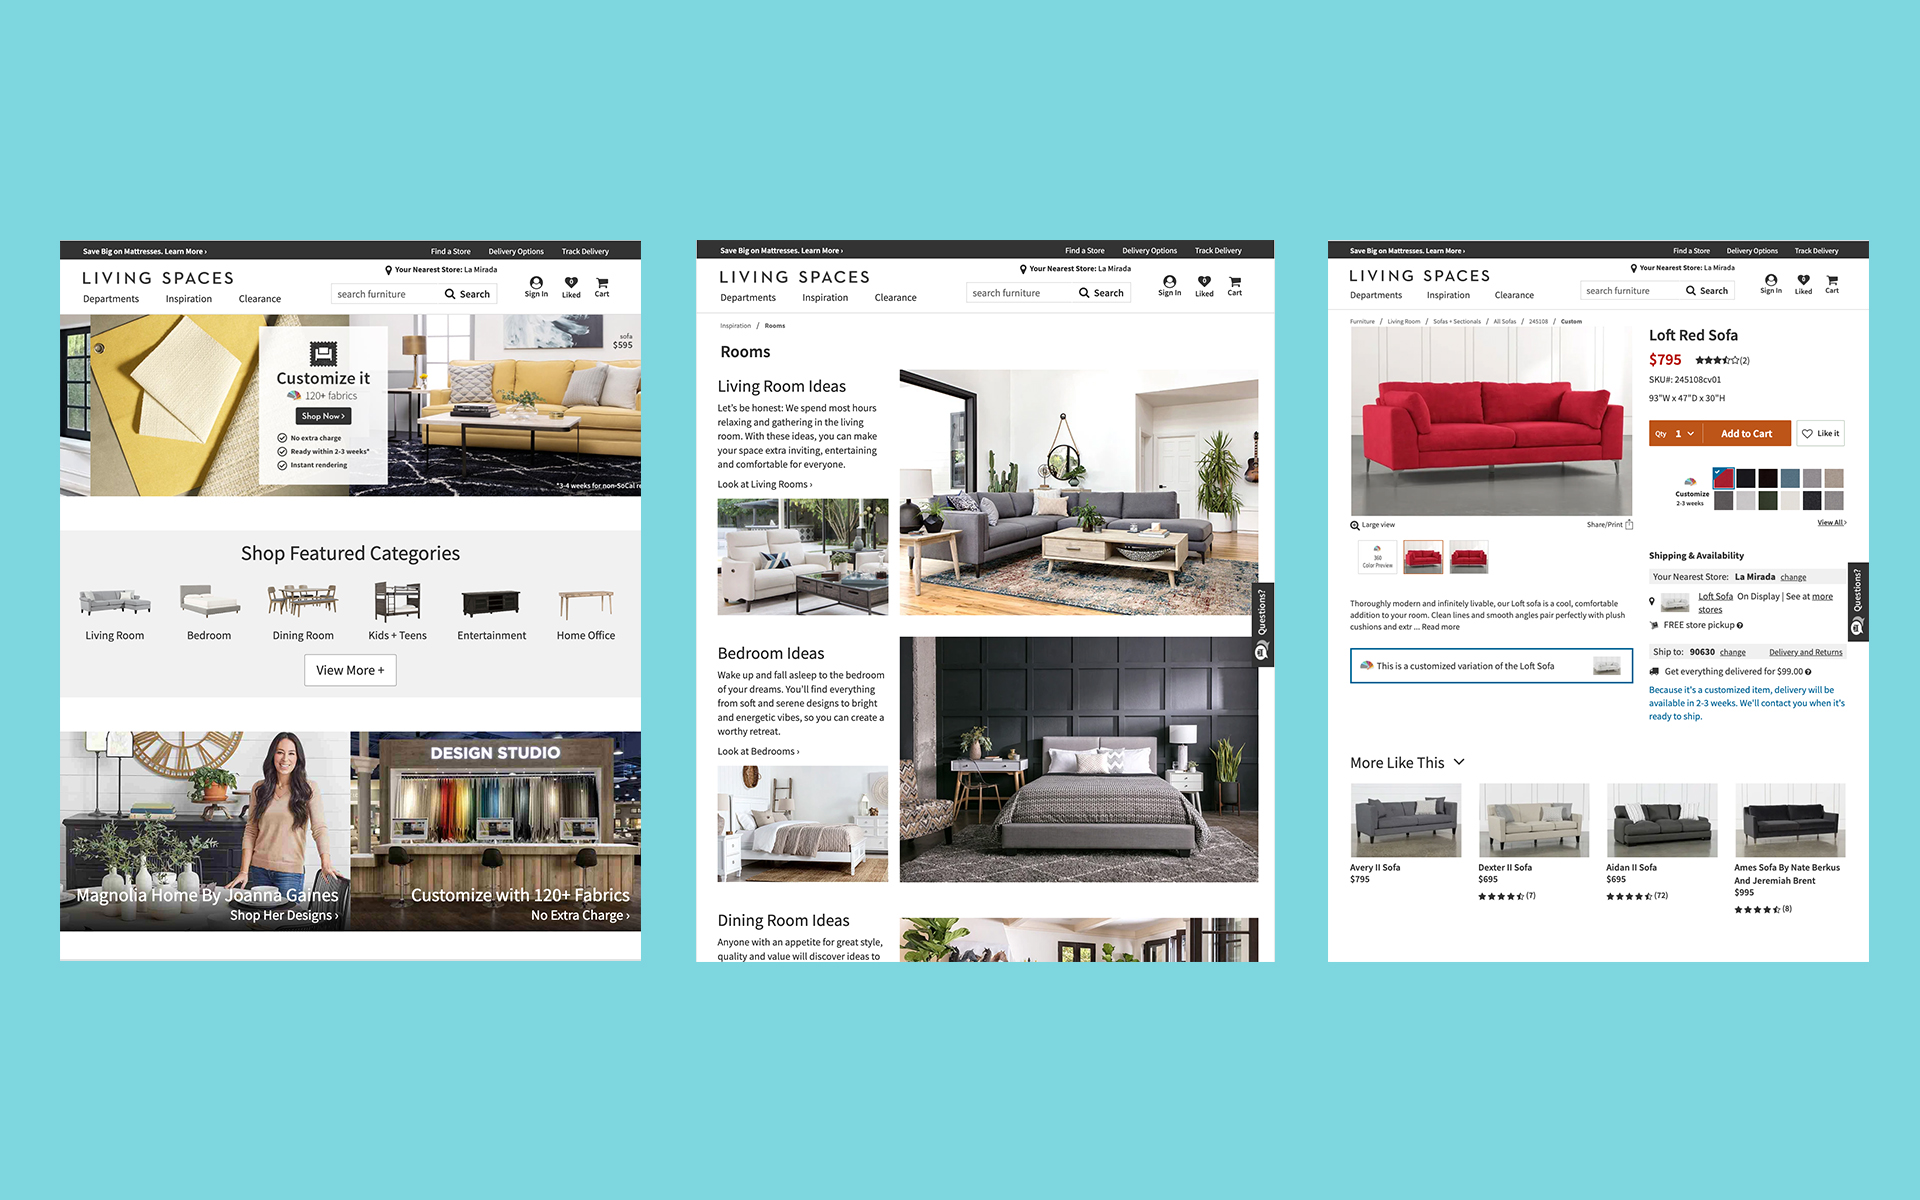 Save Big on Mattresses. Learn More ›
Find a Store
Delivery Options
Track Delivery
LIVING SPACES
Your Nearest Store: La Mirada
Departments
Inspiration
Clearance
search furniture
Search
Sign In
0
Liked
Cart
sofa
$595
Customize it
120+ fabrics
Shop Now ›
No extra charge
Ready within 2-3 weeks*
Instant rendering
*3-4 weeks for non-SoCal re
Shop Featured Categories
Living Room
Bedroom
Dining Room
Kids + Teens
Entertainment
Home Office
View More +
Magnolia Home By Joanna Gaines
Shop Her Designs ›
DESIGN STUDIO
Customize with 120+ Fabrics
No Extra Charge ›
Save Big on Mattresses. Learn More ›
Find a Store
Delivery Options
Track Delivery
LIVING SPACES
Your Nearest Store: La Mirada
Departments
Inspiration
Clearance
search furniture
Search
Sign In
0
Liked
Cart
Inspiration / Rooms
Rooms
Living Room Ideas
Let's be honest: We spend most hours
relaxing and gathering in the living
room. With these ideas, you can make
your space extra inviting, entertaining
and comfortable for everyone.
Look at Living Rooms ›
Bedroom Ideas
Wake up and fall asleep to the bedroom
of your dreams. You'll find everything
from soft and serene designs to bright
and energetic vibes, so you can create a
worthy retreat.
Look at Bedrooms ›
Dining Room Ideas
Anyone with an appetite for great style,
quality and value will discover ideas to
Questions?
Save Big on Mattresses. Learn More ›
Find a Store
Delivery Options
Track Delivery
LIVING SPACES
Your Nearest Store: La Mirada
Departments
Inspiration
Clearance
search furniture
Search
Sign In
Liked
Cart
Furniture / Living Room / Sofas + Sectionals / All Sofas / 245108 / Custom
Large view
Share/Print
360
Color Preview
Thoroughly modern and infinitely livable, our Loft sofa is a cool, comfortable
addition to your room. Clean lines and smooth angles pair perfectly with plush
cushions and extr ... Read more
This is a customized variation of the Loft Sofa
Loft Red Sofa
$795
(2)
SKU#: 245108cv01
93"W x 47"D x 30"H
Qty 1
Add to Cart
Like it
Customize
2-3 weeks
View All ›
Shipping & Availability
Your Nearest Store: La Mirada change
Loft Sofa On Display | See at more
stores
FREE store pickup
Ship to: 90630 change
Delivery and Returns
Get everything delivered for $99.00
Because it's a customized item, delivery will be
available in 2-3 weeks. We'll contact you when it's
ready to ship.
Questions?
More Like This
Avery II Sofa
$795
Dexter II Sofa
$695
(7)
Aidan II Sofa
$695
(72)
Ames Sofa By Nate Berkus
And Jeremiah Brent
$995
(8)